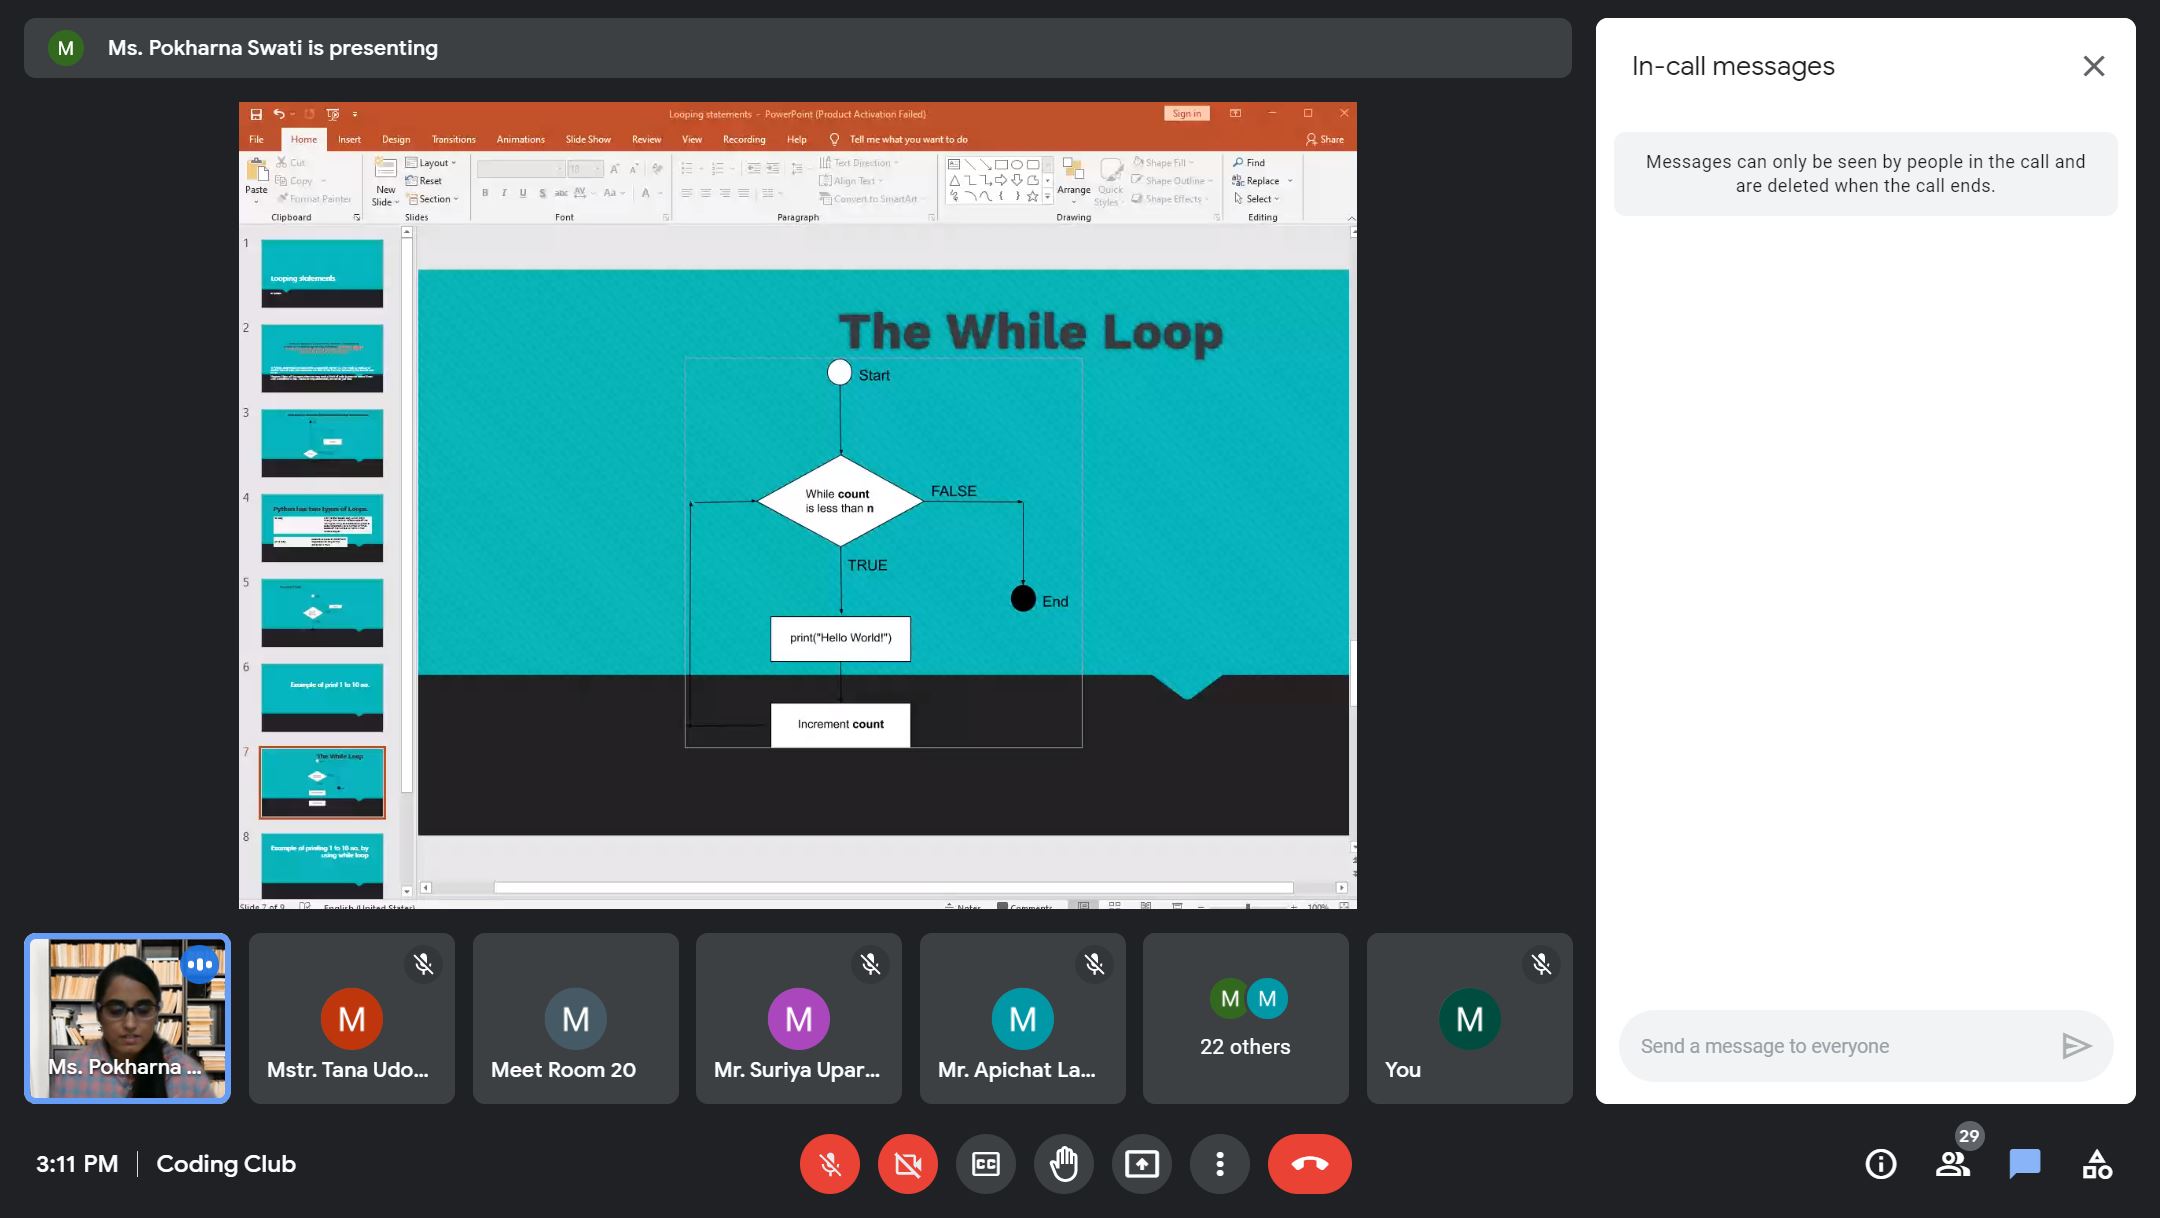 M
Ms. Pokharna Swati is presenting
Looping statements - PowerPoint (Product Activation Failed)
Sign in
File
Home
Insert
Design
Transitions
Animations
Slide Show
Review
View
Recording
Help
Tell me what you want to do
Share
Paste
Cut
Copy
Format Painter
Clipboard
New
Slide
Layout
Reset
Section
Slides
18
B I U S abc AV Aa A
Font
Text Direction
Align Text
Convert to SmartArt
Paragraph
Arrange
Quick
Styles
Shape Fill
Shape Outline
Shape Effects
Drawing
Find
Replace
Select
Editing
1
Looping statements
2
3
4
Python has two types of Loops.
5
6
Example of print 1 to 10 no.
7
The While Loop
8
Example of printing 1 to 10 no. by
using while loop
The While Loop
Start
While count
is less than n
FALSE
TRUE
End
print("Hello World!")
Increment count
Slide 7 of 9
English (United States)
Notes
Comments
100%
Ms. Pokharna ...
M
Mstr. Tana Udo...
M
Meet Room 20
M
Mr. Suriya Upar...
M
Mr. Apichat La...
M M
22 others
M
You
3:11 PM
Coding Club
CC
29
In-call messages
Messages can only be seen by people in the call and
are deleted when the call ends.
Send a message to everyone